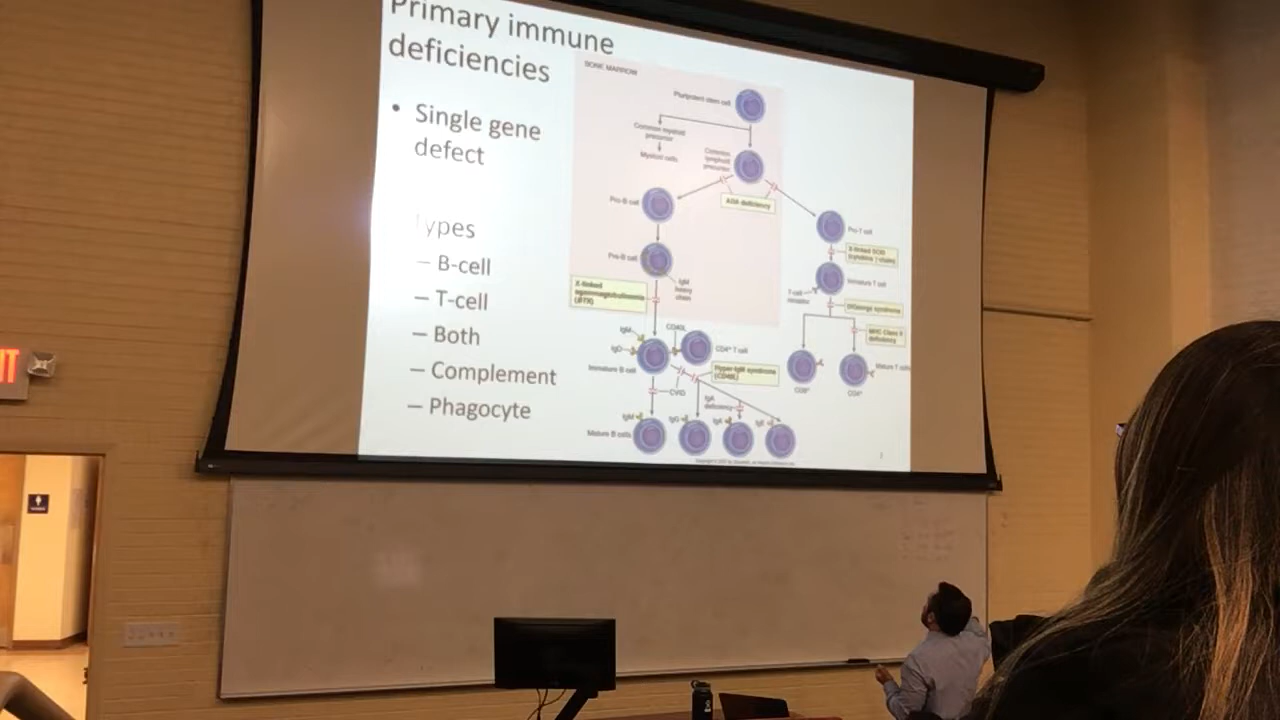 Primary immune
deficiencies
• Single gene
defect
Types
– B-cell
– T-cell
– Both
– Complement
– Phagocyte
BONE MARROW
Pluripotent stem cell
Common myeloid
precursor
Myeloid cells
Common
lymphoid
precursor
ADA deficiency
Pro-B cell
Pro-T cell
X-linked SCID
Pre-B cell
IgM
heavy
chain
Immature T cell
T-cell
receptor
X-linked
agammaglobulinemia
(BTK)
DiGeorge syndrome
MHC Class II
deficiency
IgM
IgD
CD40L
CD4+ T cell
Immature B cell
Hyper-IgM syndrome
(CD40L)
CVID
IgA
deficiency
CD8+
CD4+
Mature T cells
IgM
IgG
IgA
IgE
Mature B cells